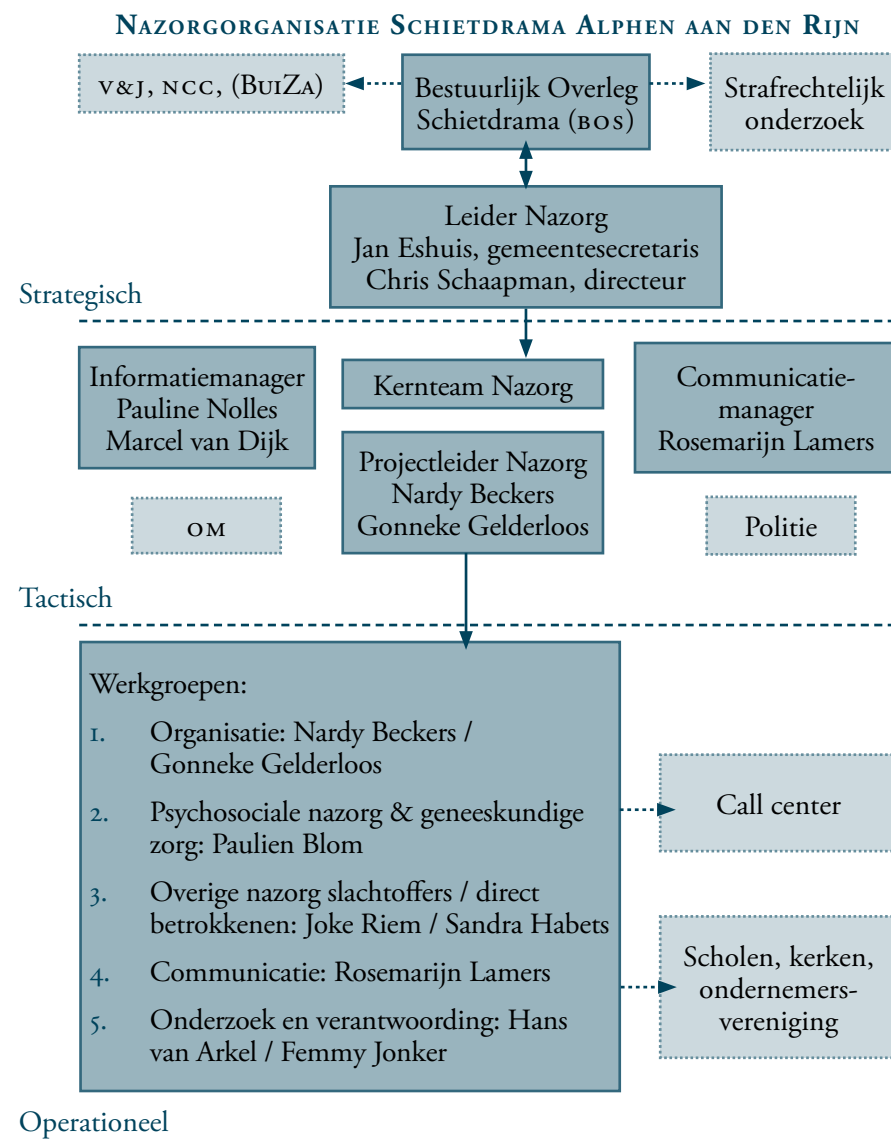 Nazorgorganisatie Schietdrama Alphen aan den Rijn
v&j, ncc, (BuiZa)
Bestuurlijk Overleg
Schietdrama (bos)
Strafrechtelijk
onderzoek
Leider Nazorg
Jan Eshuis, gemeentesecretaris
Chris Schaapman, directeur
Strategisch
Informatiemanager
Pauline Nolles
Marcel van Dijk
Kernteam Nazorg
Communicatie-
manager
Rosemarijn Lamers
Projectleider Nazorg
Nardy Beckers
Gonneke Gelderloos
om
Politie
Tactisch
Werkgroepen:
1. Organisatie: Nardy Beckers /
Gonneke Gelderloos
2. Psychosociale nazorg & geneeskundige
zorg: Paulien Blom
3. Overige nazorg slachtoffers / direct
betrokkenen: Joke Riem / Sandra Habets
4. Communicatie: Rosemarijn Lamers
5. Onderzoek en verantwoording: Hans
van Arkel / Femmy Jonker
Call center
Scholen, kerken,
ondernemers-
vereniging
Operationeel